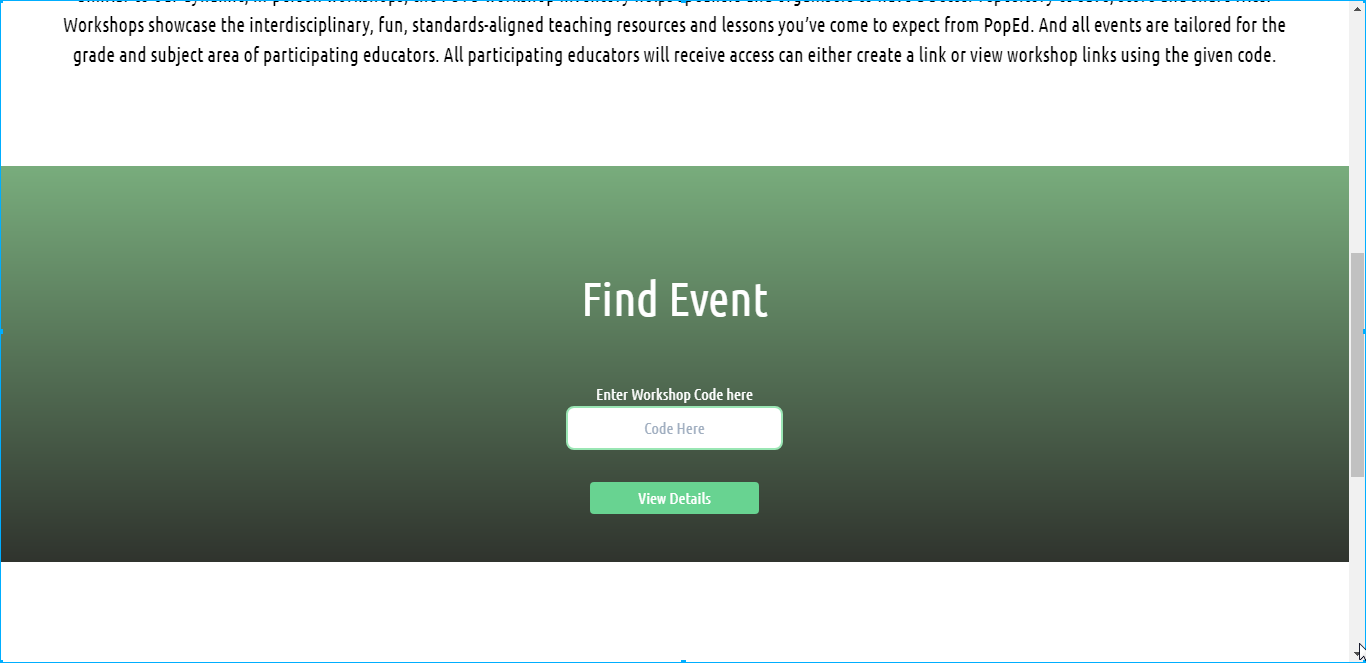 Workshops showcase the interdisciplinary, fun, standards-aligned teaching resources and lessons you've come to expect from PopEd. And all events are tailored for the
grade and subject area of participating educators. All participating educators will receive access can either create a link or view workshop links using the given code.
Find Event
Enter Workshop Code here
Code Here
View Details